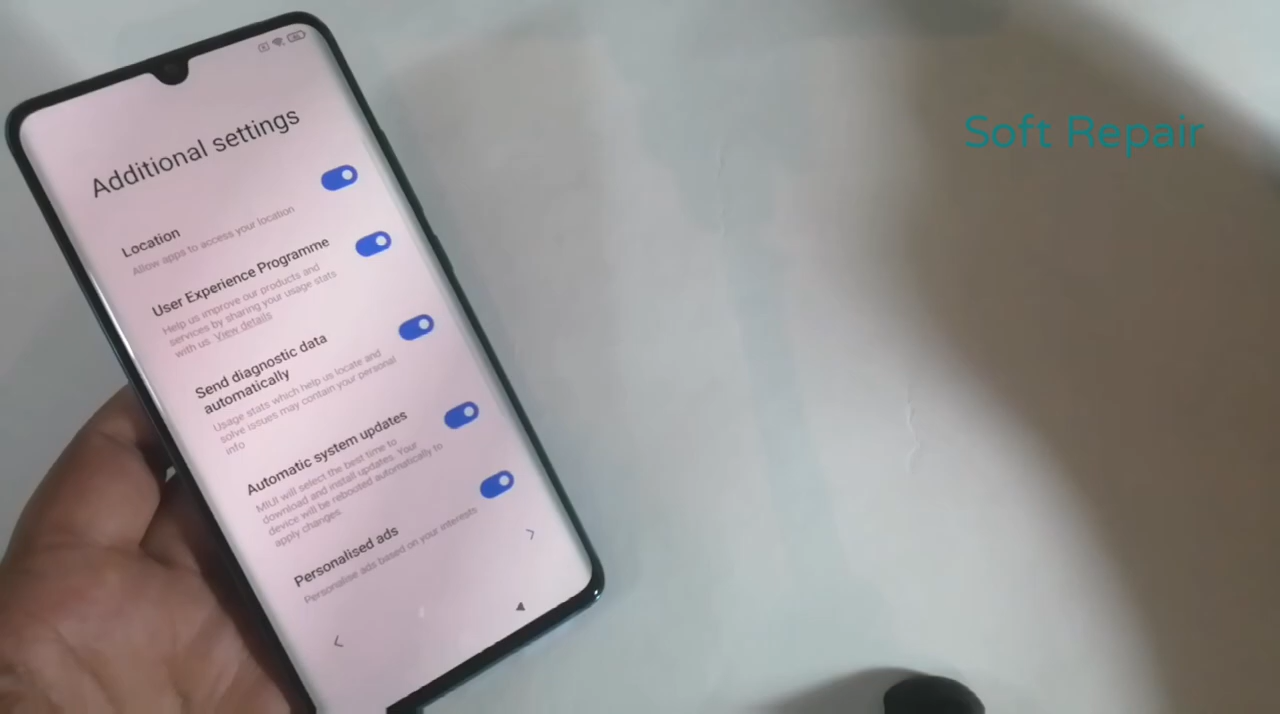 Soft Repair
Additional settings
Location
Allow apps to access your location
User Experience Programme
Help us improve our products and
services by sharing your usage stats
with us. View details
Send diagnostic data
automatically
Usage stats which help us locate and
solve issues may contain your personal
info
Automatic system updates
MIUI will select the best time to
download and install updates. Your
device will be rebooted automatically to
apply changes.
Personalised ads
Personalise ads based on your interests